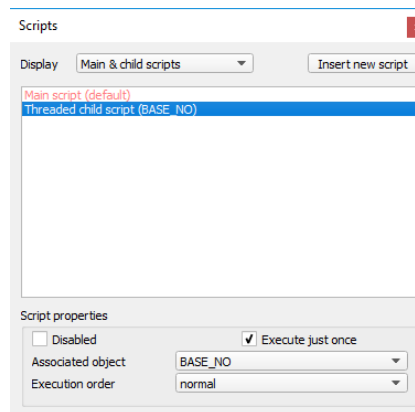 Scripts
Display Main & child scripts Insert new script
Main script (default)
Threaded child script (BASE_NO)
Script properties
Disabled Execute just once
Associated object BASE_NO
Execution order normal